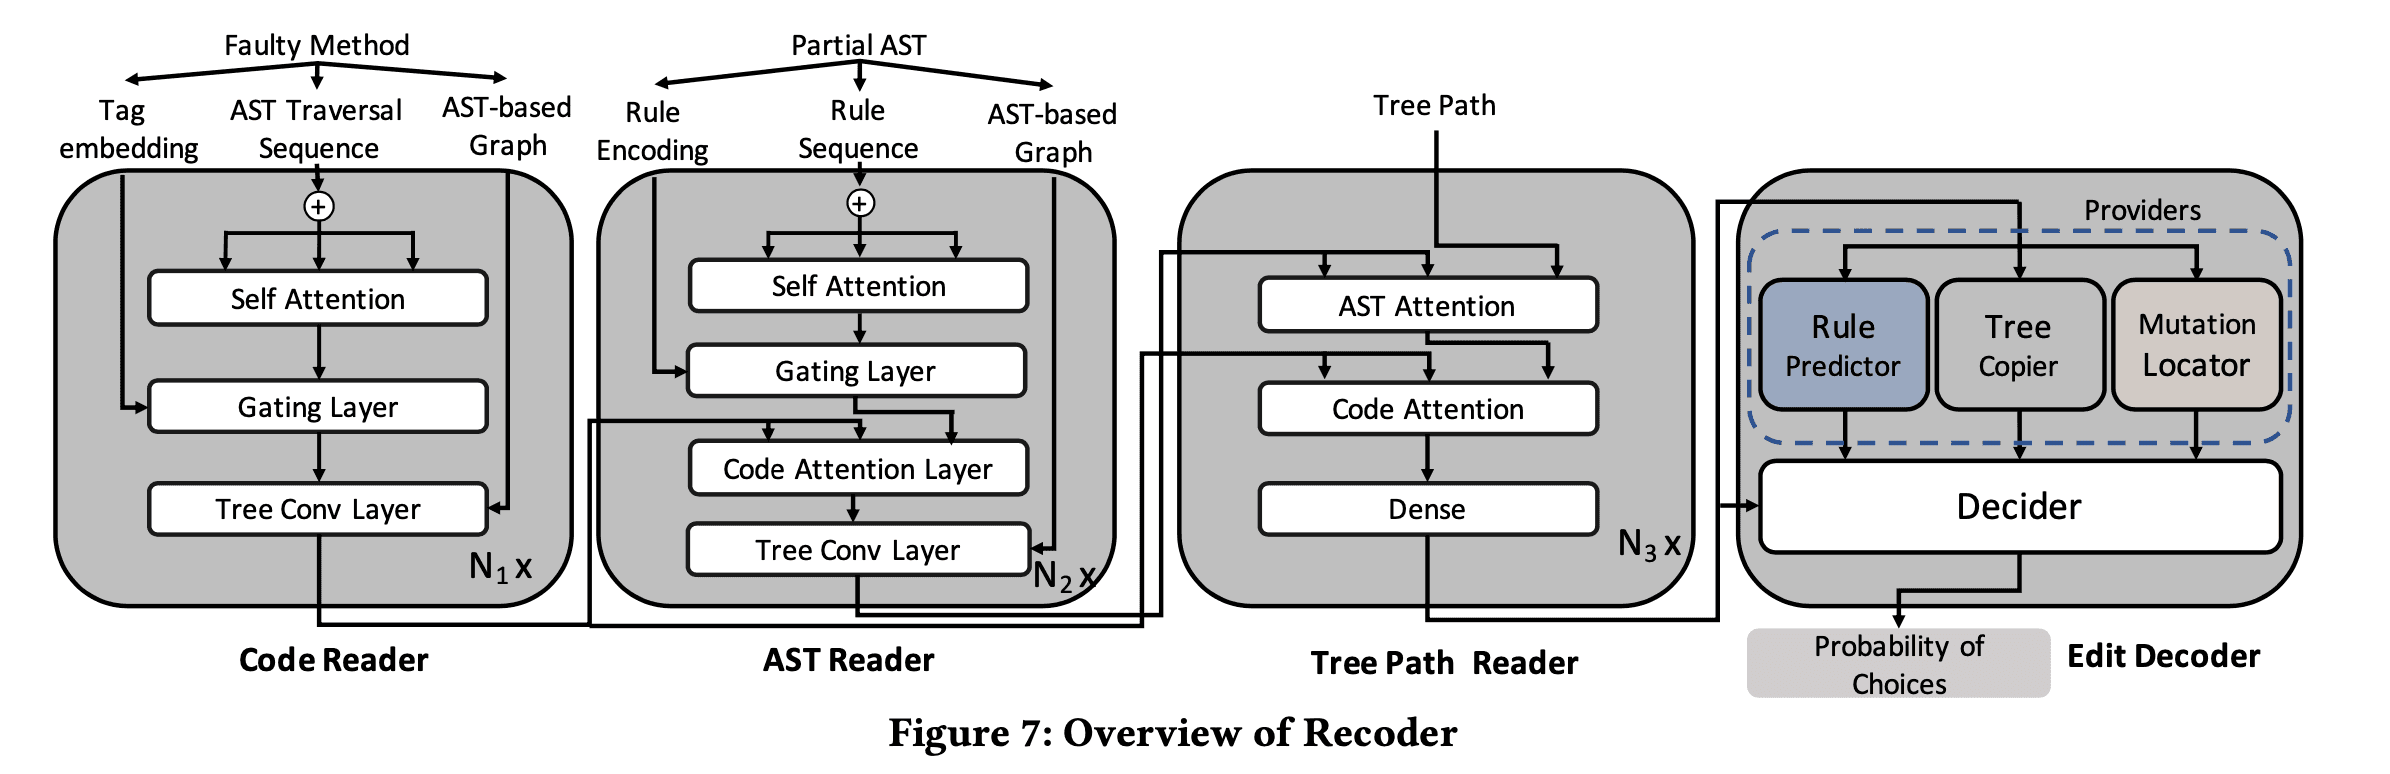 Faulty Method
Tag
embedding
AST Traversal
Sequence
AST-based
Graph
+
Self Attention
Gating Layer
Tree Conv Layer
N1 x
Code Reader
Partial AST
Rule
Encoding
Rule
Sequence
AST-based
Graph
+
Self Attention
Gating Layer
Code Attention Layer
Tree Conv Layer
N2 x
AST Reader
Tree Path
AST Attention
Code Attention
Dense
N3 x
Tree Path Reader
Providers
Rule
Predictor
Tree
Copier
Mutation
Locator
Decider
Probability of
Choices
Edit Decoder
Figure 7: Overview of Recoder